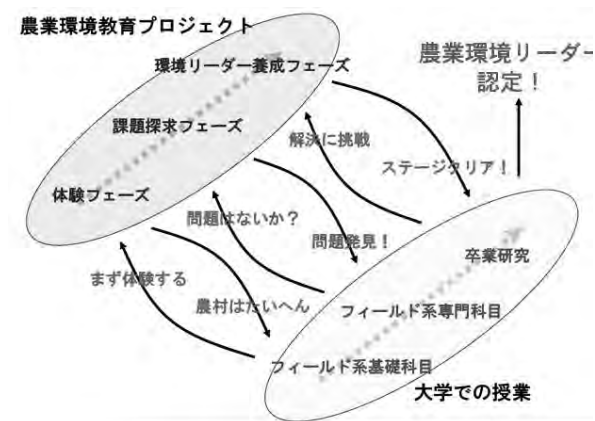 農業環境教育プロジェクト
環境リーダー養成フェーズ
農業環境リーダー
認定！
課題探求フェーズ
解決に挑戦
ステージクリア！
体験フェーズ
問題はないか？
問題発見！
卒業研究
まず体験する
農村はたいへん
フィールド系専門科目
フィールド系基礎科目
大学での授業